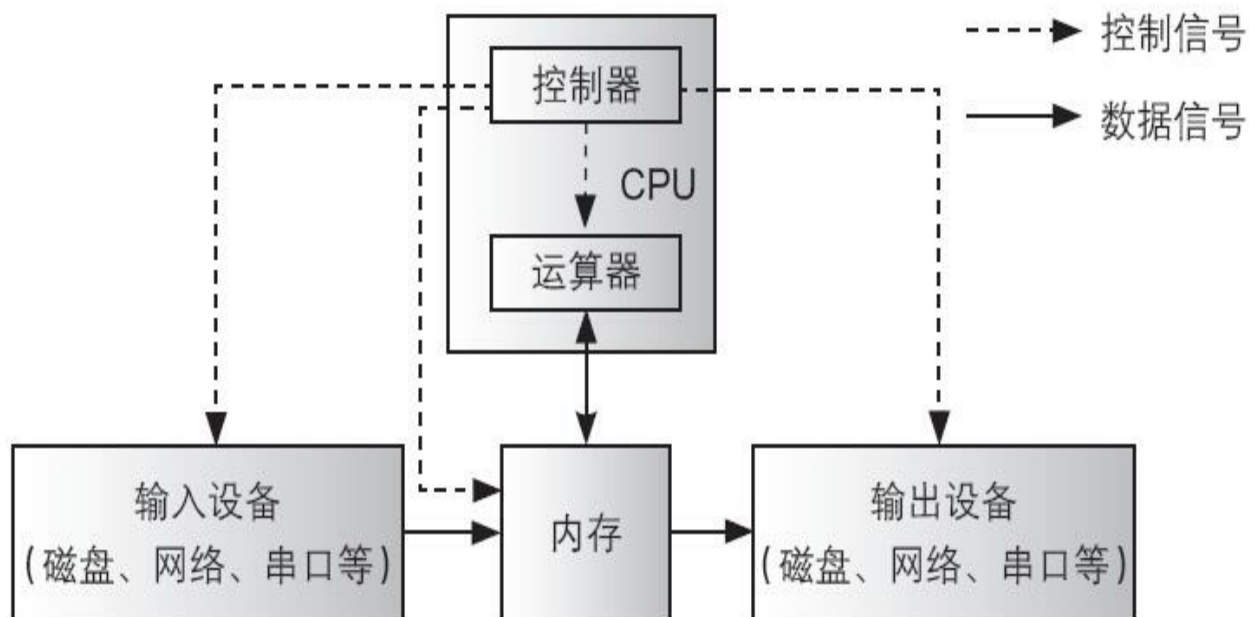 控制器
CPU
运算器
控制信号
数据信号
输入设备
(磁盘、网络、串口等)
内存
输出设备
(磁盘、网络、串口等)